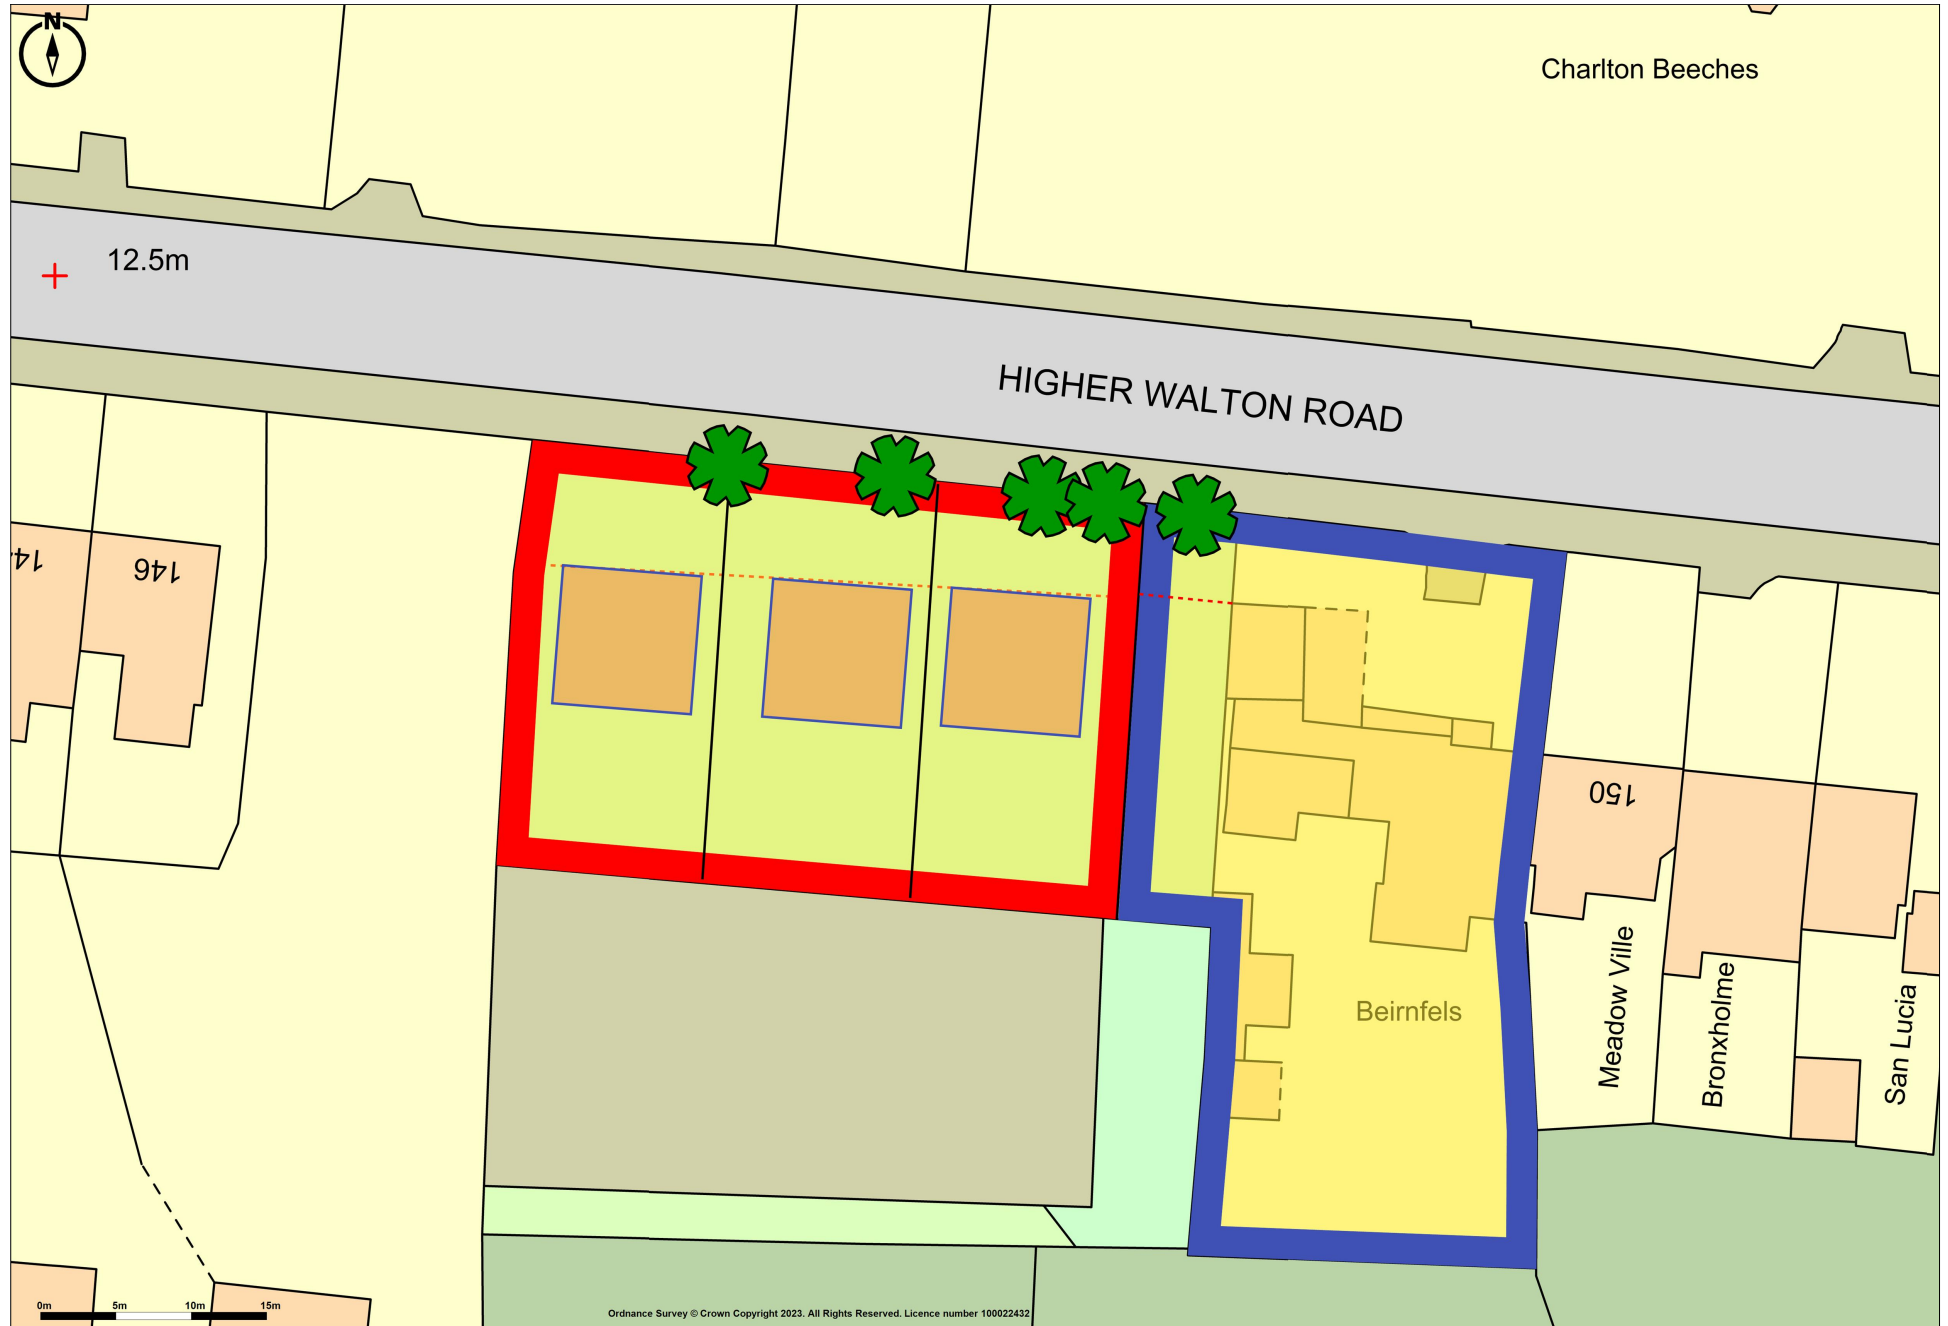 N
Charlton Beeches
12.5m
HIGHER WALTON ROAD
146
150
Beirnfels
Meadow Ville
Bronxholme
San Lucia
0m 5m 10m 15m
Ordnance Survey © Crown Copyright 2023. All Rights Reserved. Licence number 100022432